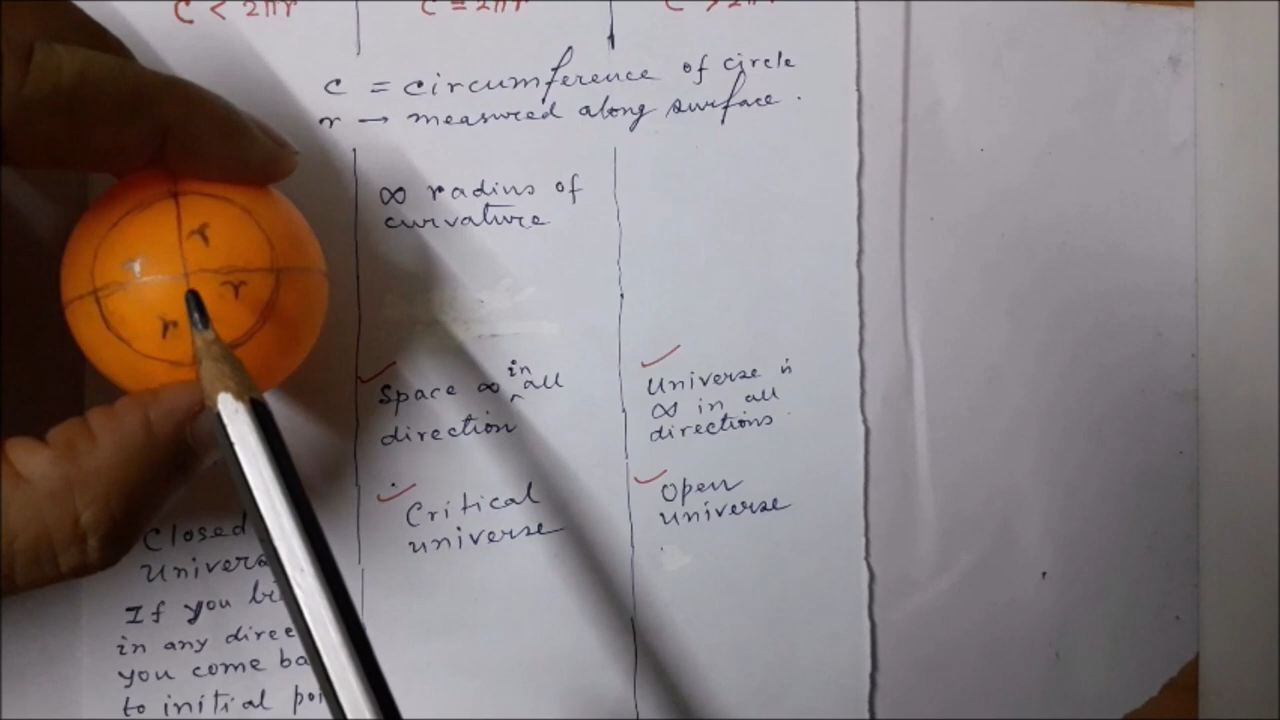 C < 2πr
C = 2πr
C > 2πr
c = circumference of circle
r → measured along surface.
∞ radius of
curvature
r
r
r
r
Space ∞ in all
direction
Universe is
∞ in all
directions
Critical
universe
Open
universe
Closed
If you
in any
you come
to initial